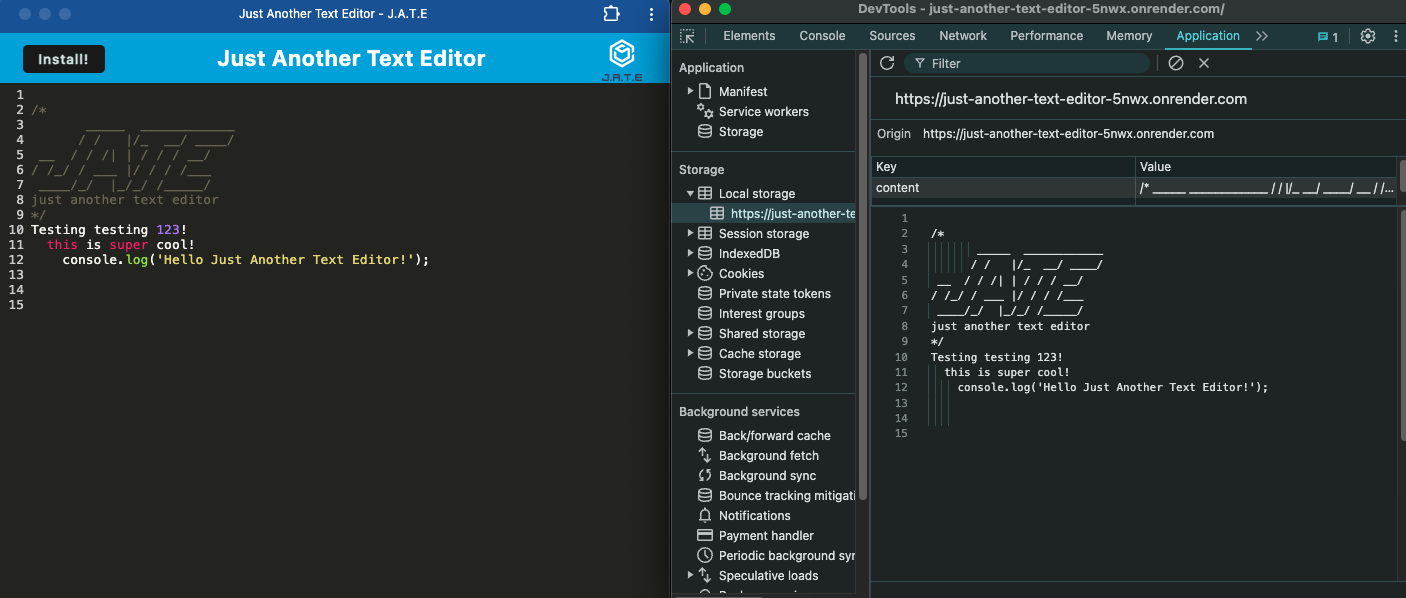 Just Another Text Editor - J.A.T.E
Install!
Just Another Text Editor
J.A.T.E
1
2 /*
3         _____  ____________
4        / /   |/_  __/ ____/
5   __  / / /| | / / / __/
6  / /_/ / ___ |/ / / /___
7  ____/_/  |_/_/ /_____/
8 just another text editor
9 */
10 Testing testing 123!
11   this is super cool!
12     console.log('Hello Just Another Text Editor!');
13
14
15
DevTools - just-another-text-editor-5nwx.onrender.com/
Elements Console Sources Network Performance Memory Application 1
Application
Manifest
Service workers
Storage
Storage
Local storage
https://just-another-te
Session storage
IndexedDB
Cookies
Private state tokens
Interest groups
Shared storage
Cache storage
Storage buckets
Background services
Back/forward cache
Background fetch
Background sync
Bounce tracking mitigati
Notifications
Payment handler
Periodic background syn
Speculative loads
Filter
https://just-another-text-editor-5nwx.onrender.com
Origin https://just-another-text-editor-5nwx.onrender.com
Key Value
content /* _____ ____________ / / |/_ __/ ____/ __ / /...
1
2 /*
3         _____  ____________
4        / /   |/_  __/ ____/
5   __  / / /| | / / / __/
6  / /_/ / ___ |/ / / /___
7  ____/_/  |_/_/ /_____/
8 just another text editor
9 */
10 Testing testing 123!
11   this is super cool!
12     console.log('Hello Just Another Text Editor!');
13
14
15